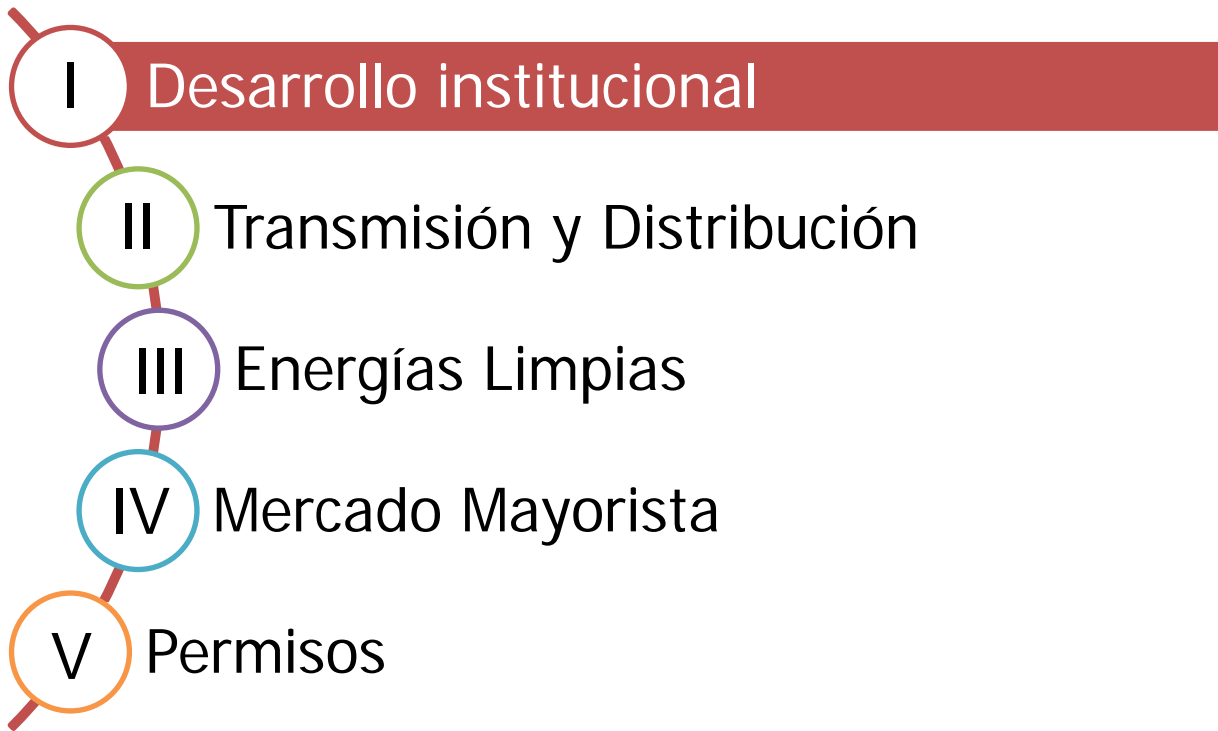 I Desarrollo institucional
II Transmisión y Distribución
III Energías Limpias
IV Mercado Mayorista
V Permisos